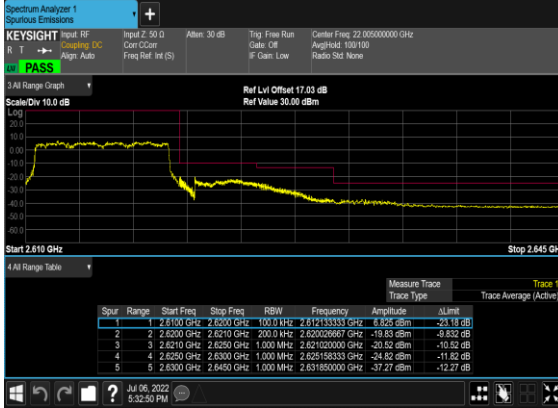 Spectrum Analyzer 1
Spurious Emissions
+
KEYSIGHT Input: RF Input Z: 50 Ω Atten: 30 dB Trig: Free Run Center Freq: 22.005000000 GHz
R T Coupling: DC Corr CCorr Gate: Off Avg|Hold: 100/100
Align: Auto Freq Ref: Int (S) IF Gain: Low Radio Std: None
PASS
3.All Range Graph
Ref Lvl Offset 17.03 dB
Scale/Div 10.0 dB Ref Value 30.00 dBm
Log
20.0
10.0
0.00
-10.0
-20.0
-30.0
-40.0
-50.0
-60.0
Start 2.610 GHz Stop 2.645 GH
4.All Range Table
Measure Trace Trace 1
Trace Type Trace Average (Active)
Spur Range Start Freq Stop Freq RBW Frequency Amplitude ΔLimit
1 1 2.6100 GHz 2.6200 GHz 100.0 kHz 2.612133333 GHz 6.825 dBm -23.18 dB
2 2 2.6200 GHz 2.6210 GHz 200.0 kHz 2.620026667 GHz -19.83 dBm -9.832 dB
3 3 2.6210 GHz 2.6250 GHz 1.000 MHz 2.621020000 GHz -20.52 dBm -10.52 dB
4 4 2.6250 GHz 2.6300 GHz 1.000 MHz 2.625158333 GHz -24.82 dBm -11.82 dB
5 5 2.6300 GHz 2.6450 GHz 1.000 MHz 2.631850000 GHz -37.27 dBm -12.27 dB
?
Jul 06, 2022
5:32:50 PM